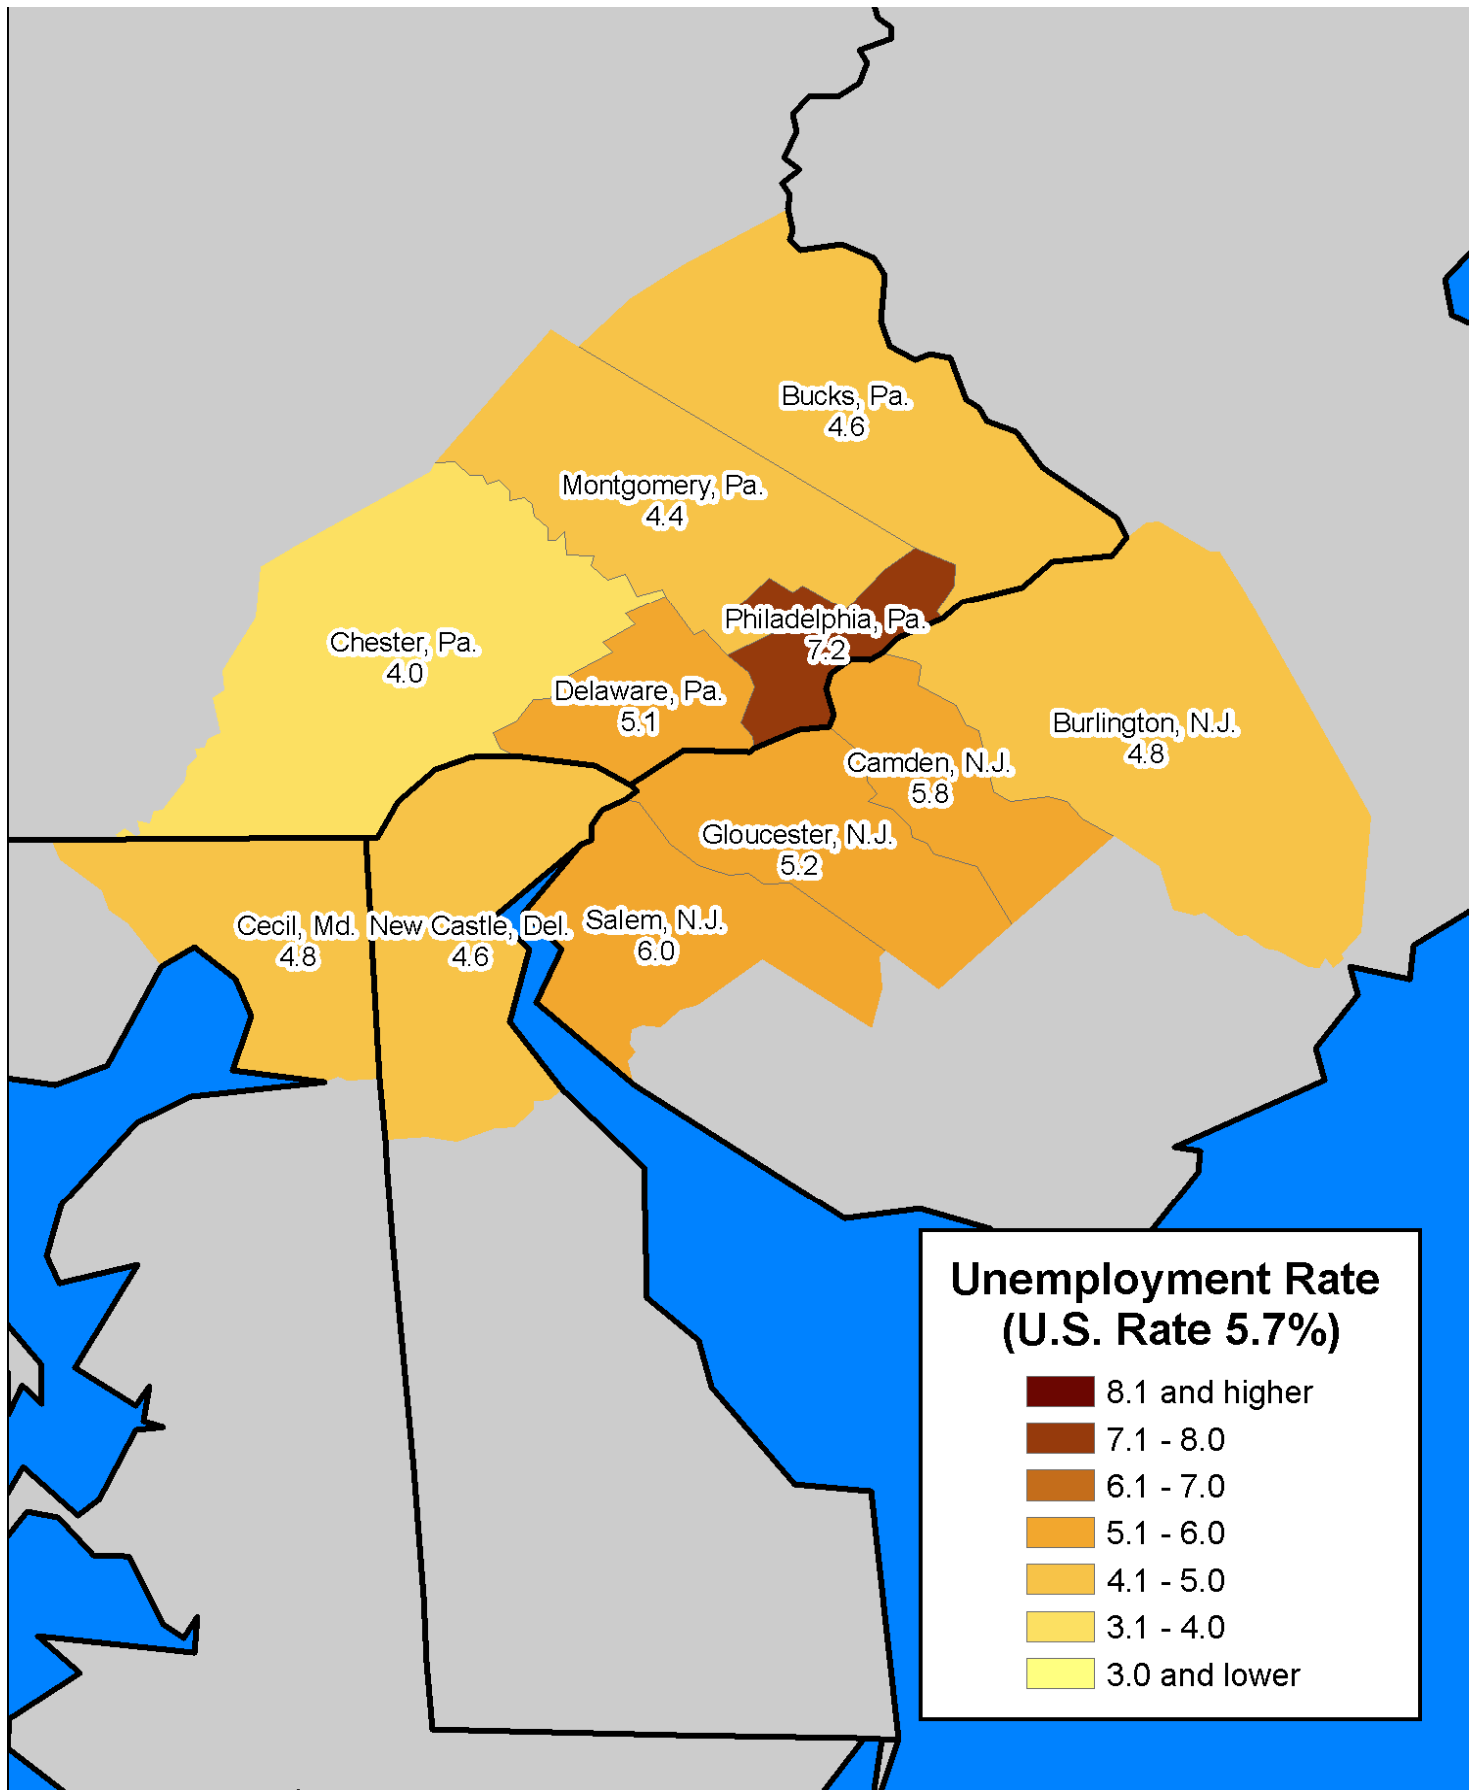 Bucks, Pa.
4.6
Montgomery, Pa.
4.4
Philadelphia, Pa.
7.2
Chester, Pa.
4.0
Delaware, Pa.
5.1
Burlington, N.J.
4.8
Camden, N.J.
5.8
Gloucester, N.J.
5.2
Salem, N.J.
6.0
Cecil, Md.
4.8
New Castle, Del.
4.6
Unemployment Rate
(U.S. Rate 5.7%)
8.1 and higher
7.1 - 8.0
6.1 - 7.0
5.1 - 6.0
4.1 - 5.0
3.1 - 4.0
3.0 and lower